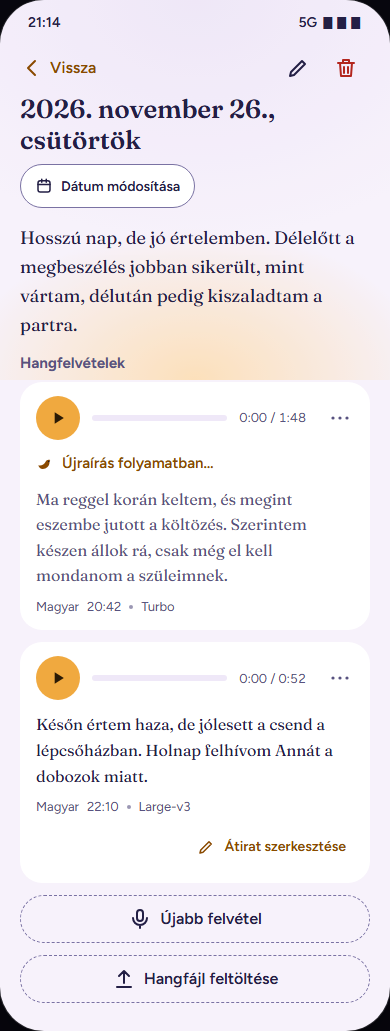 21:14
5G
Vissza
2026. november 26.,
csütörtök
Dátum módosítása
Hosszú nap, de jó értelemben. Délelőtt a
megbeszélés jobban sikerült, mint
vártam, délután pedig kiszaladtam a
partra.
Hangfelvételek
0:00 / 1:48
Újraírás folyamatban...
Ma reggel korán keltem, és megint
eszembe jutott a költözés. Szerintem
készen állok rá, csak még el kell
mondanom a szüleimnek.
Magyar 20:42 • Turbo
0:00 / 0:52
Későn értem haza, de jólesett a csend a
lépcsőházban. Holnap felhívom Annát a
dobozok miatt.
Magyar 22:10 • Large-v3
Átirat szerkesztése
Újabb felvétel
Hangfájl feltöltése